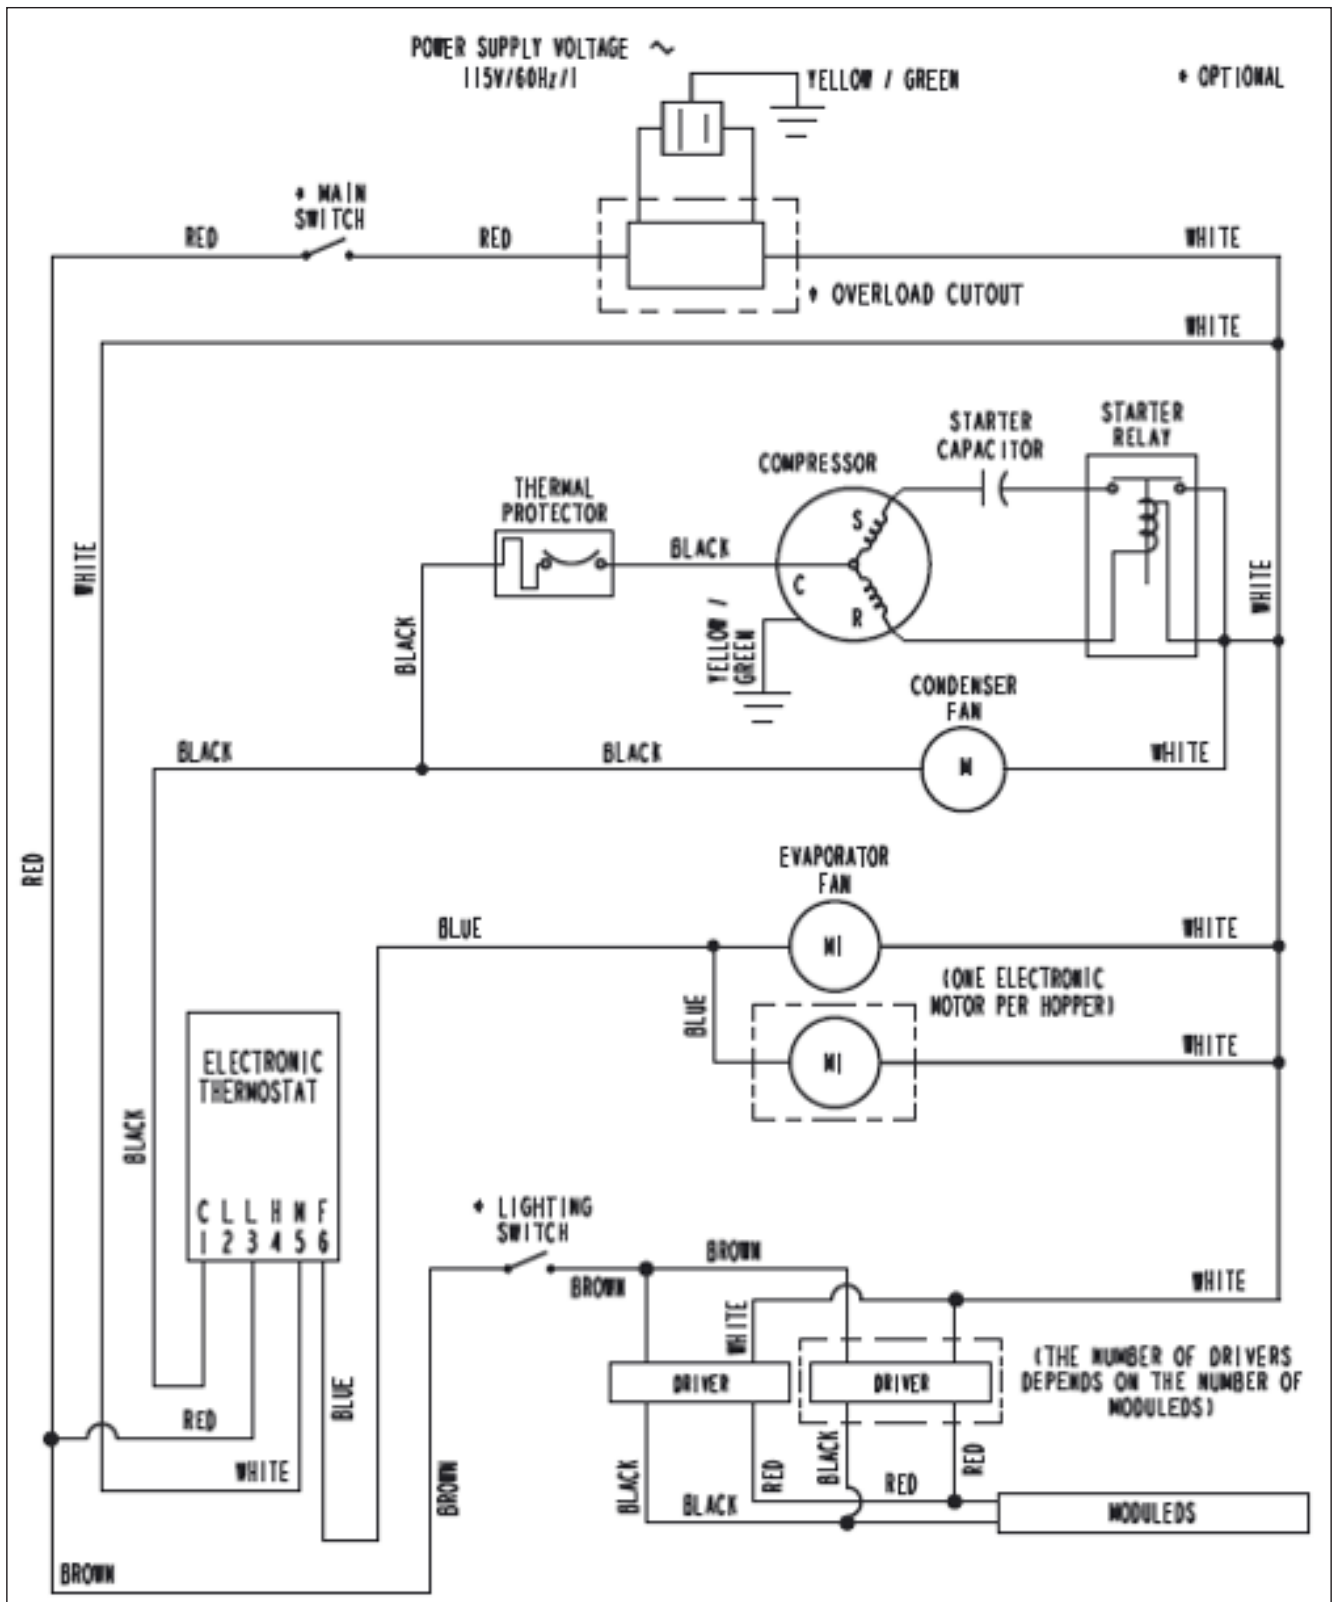 POWER SUPPLY VOLTAGE ~
115V/60Hz/1
YELLOW / GREEN
* OPTIONAL
* MAIN
SWITCH
RED
RED
WHITE
* OVERLOAD CUTOUT
WHITE
STARTER
CAPACITOR
STARTER
RELAY
COMPRESSOR
THERMAL
PROTECTOR
BLACK
S
C
R
WHITE
WHITE
BLACK
YELLOW /
GREEN
CONDENSER
FAN
BLACK
BLACK
M
WHITE
RED
EVAPORATOR
FAN
BLUE
M1
WHITE
(ONE ELECTRONIC
MOTOR PER HOPPER)
BLUE
M1
WHITE
ELECTRONIC
THERMOSTAT
BLACK
C L L H N F
1 2 3 4 5 6
* LIGHTING
SWITCH
BROWN
BROWN
WHITE
WHITE
DRIVER
DRIVER
(THE NUMBER OF DRIVERS
DEPENDS ON THE NUMBER OF
MODULEDS)
BLUE
RED
WHITE
BROWN
BLACK
RED
BLACK
RED
RED
BLACK
MODULEDS
BROWN